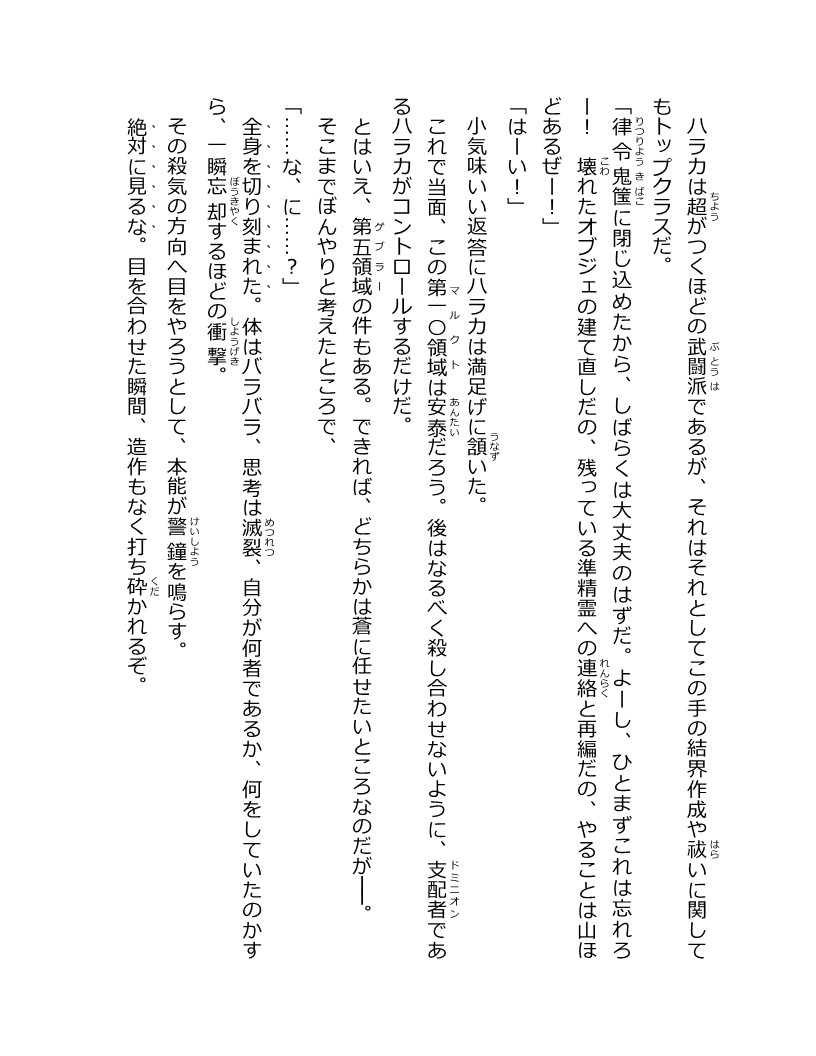 ハラカは超がつくほどの武闘派であるが、それはそれとしてこの手の結界作成や祓いに関して
もトップクラスだ。
「律令鬼筺に閉じ込めたから、しばらくは大丈夫のはずだ。よーし、ひとまずこれは忘れろ
ー！　壊れたオブジェの建て直しだの、残っている準精霊への連絡と再編だの、やることは山ほ
どあるぜー！」
「はーい！」
小気味いい返答にハラカは満足げに頷いた。
これで当面、この第一〇領域は安泰だろう。後はなるべく殺し合わせないように、支配者であ
るハラカがコントロールするだけだ。
とはいえ、第五領域の件もある。できれば、どちらかは蒼に任せたいところなのだが――。
そこまでぼんやりと考えたところで、
「……な、に……？」
全身を切り刻まれた。体はバラバラ、思考は滅裂、自分が何者であるか、何をしていたのかす
ら、一瞬忘却するほどの衝撃。
その殺気の方向へ目をやろうとして、本能が警鐘を鳴らす。
絶対に見るな。目を合わせた瞬間、造作もなく打ち砕かれるぞ。